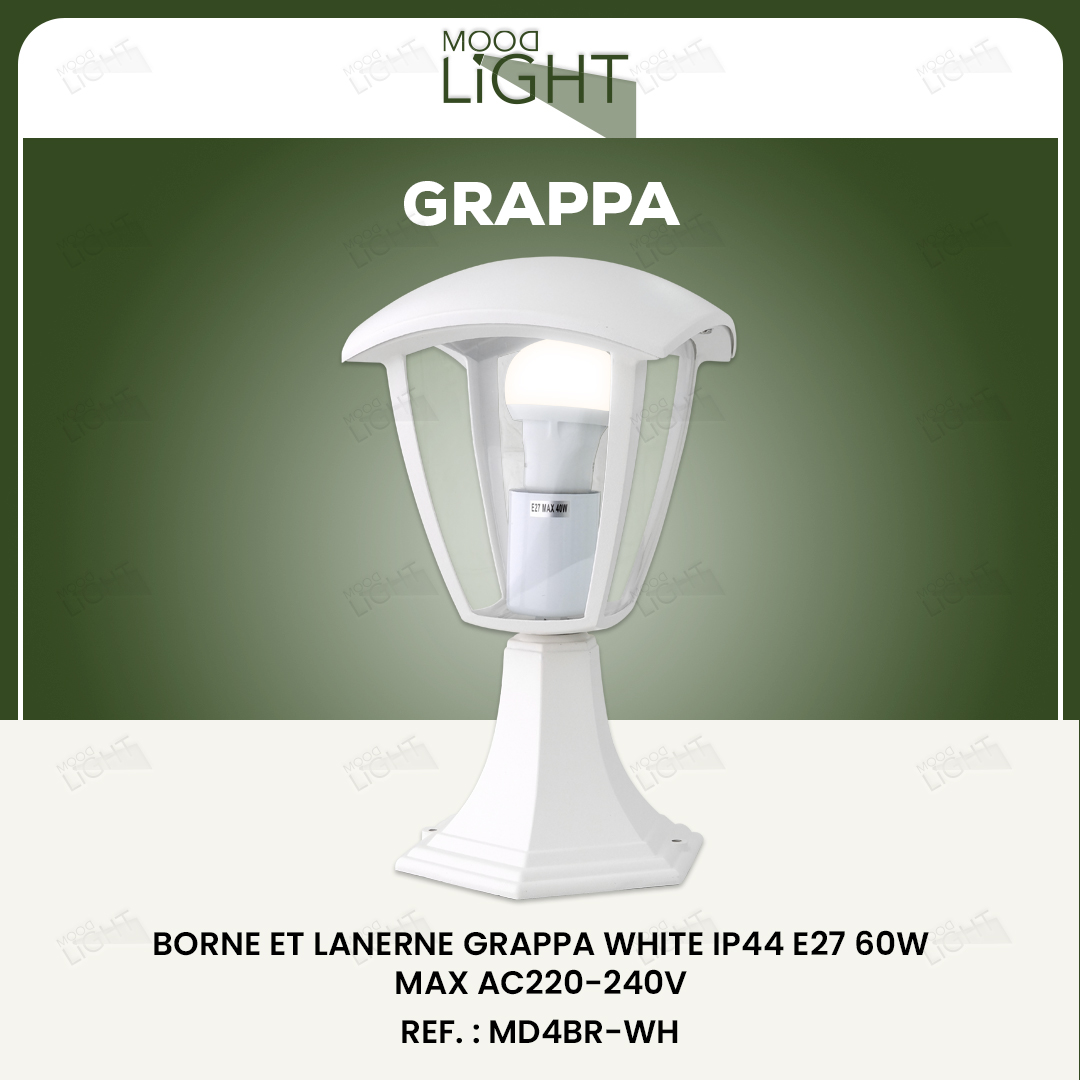 MOOD
LiGHT
GRAPPA
E27 MAX 40W
BORNE ET LANERNE GRAPPA WHITE IP44 E27 60W
MAX AC220-240V
REF. : MD4BR-WH